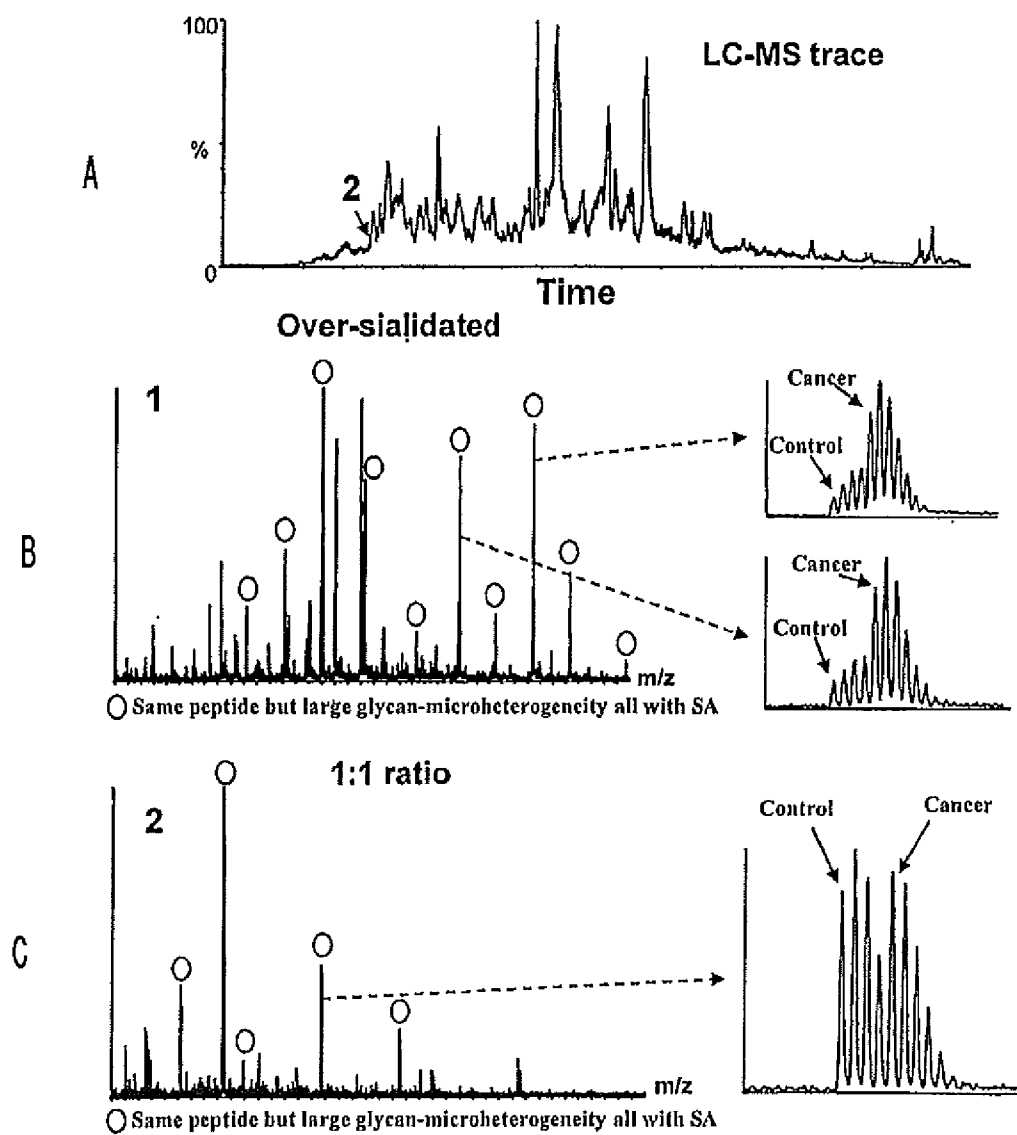 100
LC-MS trace
%
A
2
0
Time
Over-sialidated
1
Cancer
Control
B
Cancer
Control
m/z
Same peptide but large glycan-microheterogeneity all with SA
1:1 ratio
2
Control
Cancer
C
m/z
Same peptide but large glycan-microheterogeneity all with SA